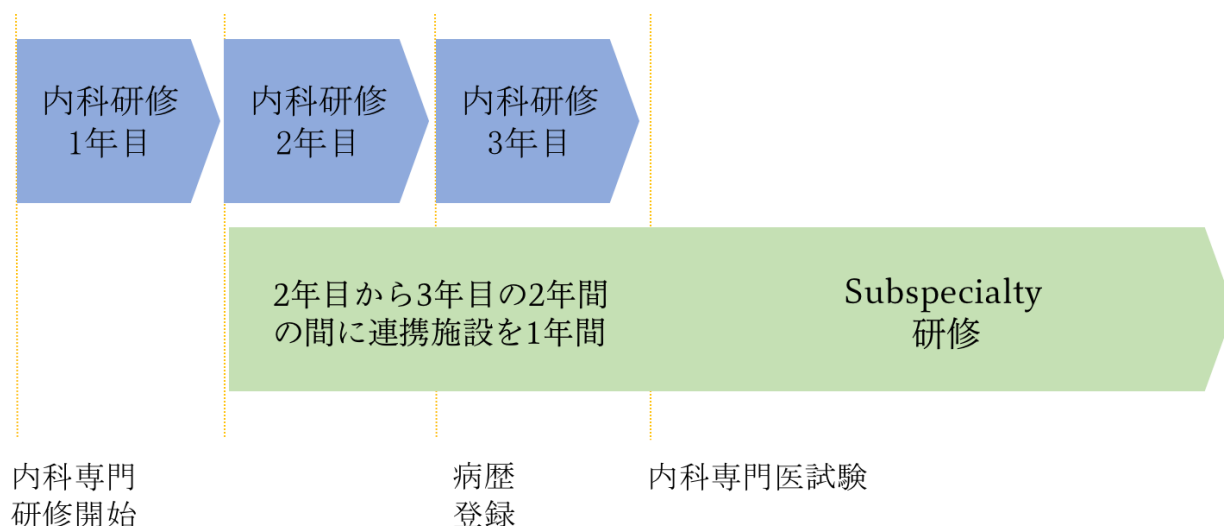 内科研修
1年目
内科研修
2年目
内科研修
3年目
2年目から3年目の2年間
の間に連携施設を1年間
Subspecialty
研修
内科専門
研修開始
病歴
登録
内科専門医試験